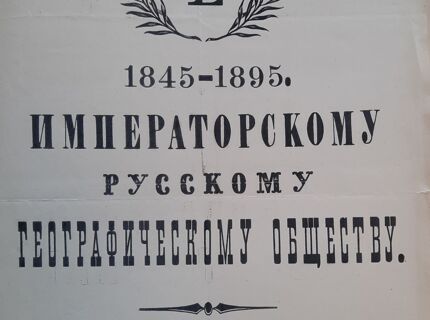 1845-1895.
ИМПЕРАТОРСКОМУ
РУССКОМУ
ГЕОГРАФИЧЕСКОМУ ОБЩЕСТВУ.